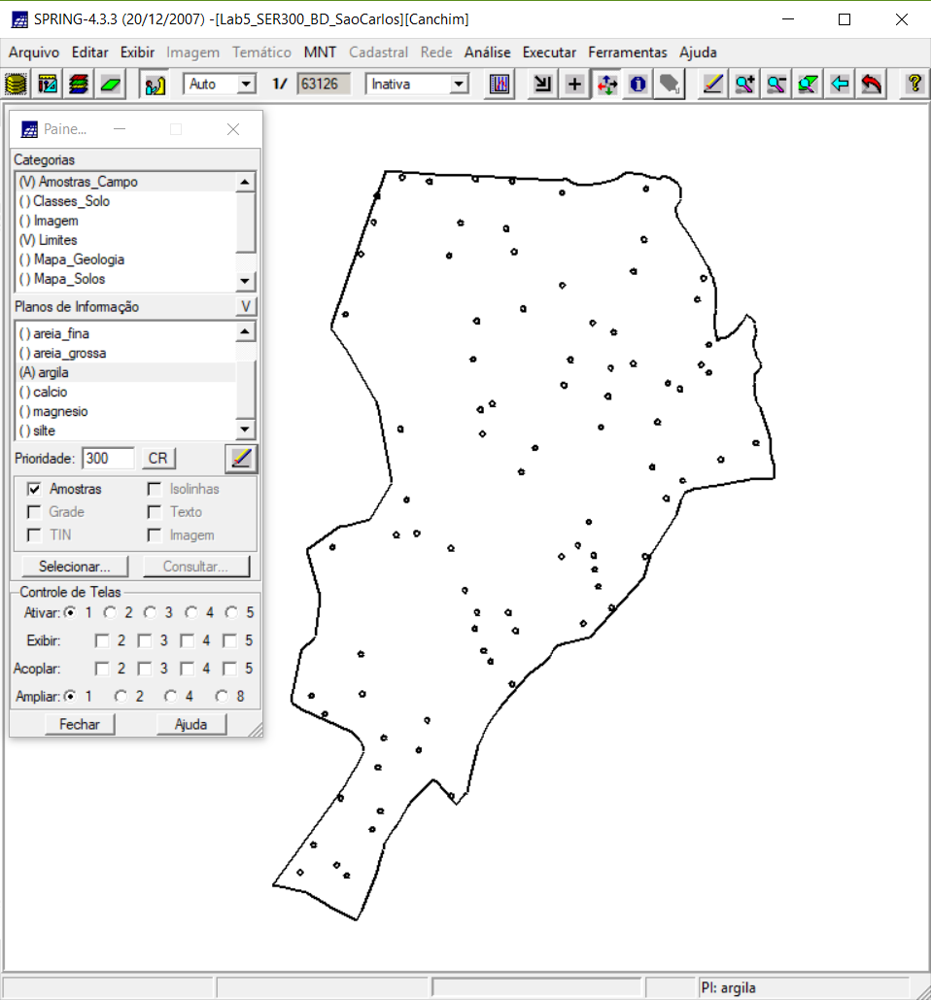 SPRING-4.3.3 (20/12/2007) -[Lab5_SER300_BD_SaoCarlos][Canchim]
Arquivo Editar Exibir Imagem Temático MNT Cadastral Rede Análise Executar Ferramentas Ajuda
Auto 1/ 63126 Inativa
Paine...
Categorias
(V) Amostras_Campo
( ) Classes_Solo
( ) Imagem
(V) Limites
( ) Mapa_Geologia
( ) Mapa_Solos
Planos de Informação V
( ) areia_fina
( ) areia_grossa
(A) argila
( ) calcio
( ) magnesio
( ) silte
Prioridade: 300 CR
Amostras Isolinhas
Grade Texto
TIN Imagem
Selecionar... Consultar...
Controle de Telas
Ativar: 1 2 3 4 5
Exibir: 2 3 4 5
Acoplar: 2 3 4 5
Ampliar: 1 2 4 8
Fechar Ajuda
PI: argila